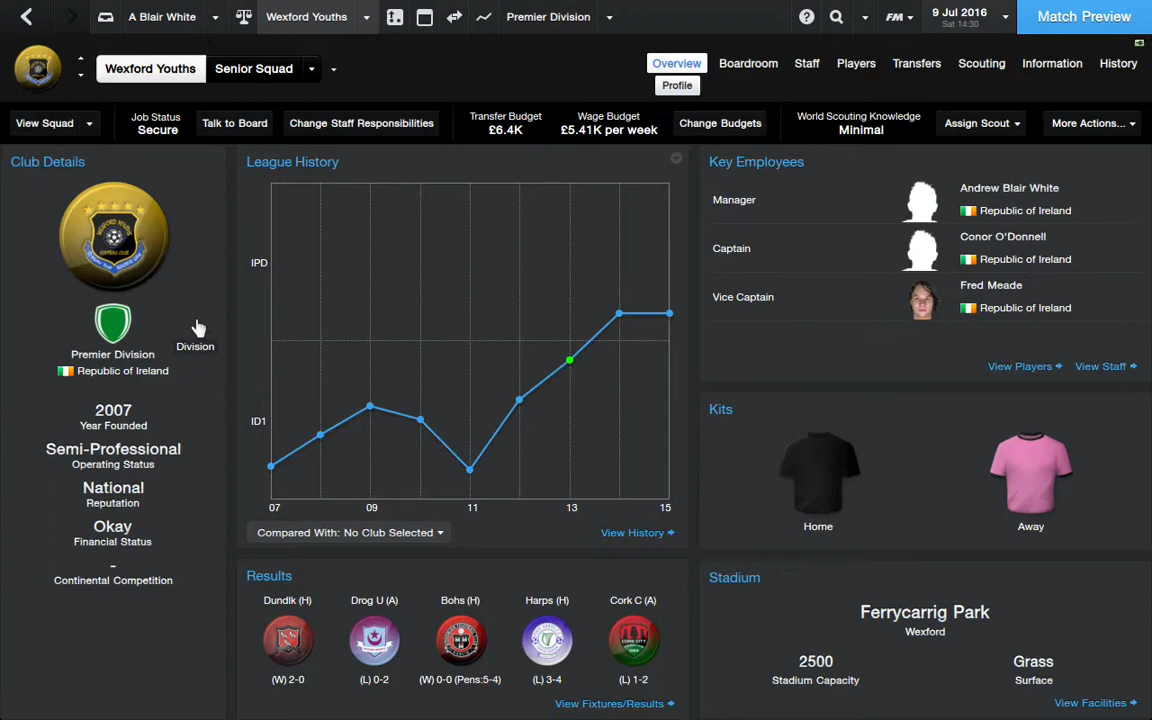 A Blair White
Wexford Youths
Premier Division
?
FM
9 Jul 2016
Sat 14:30
Match Preview
Wexford Youths
Senior Squad
Overview
Boardroom
Staff
Players
Transfers
Scouting
Information
History
Profile
View Squad
Job Status
Secure
Talk to Board
Change Staff Responsibilities
Transfer Budget
£6.4K
Wage Budget
£5.41K per week
Change Budgets
World Scouting Knowledge
Minimal
Assign Scout
More Actions...
Club Details
WEXFORD YOUTHS
Division
Premier Division
Republic of Ireland
2007
Year Founded
Semi-Professional
Operating Status
National
Reputation
Okay
Financial Status
-
Continental Competition
League History
IPD
ID1
07 09 11 13 15
Compared With: No Club Selected
View History
Results
Dundlk (H) Drog U (A) Bohs (H) Harps (H) Cork C (A)
(W) 2-0 (L) 0-2 (W) 0-0 (Pens:5-4) (L) 3-4 (L) 1-2
View Fixtures/Results
Key Employees
Manager
Andrew Blair White
Republic of Ireland
Captain
Conor O'Donnell
Republic of Ireland
Vice Captain
Fred Meade
Republic of Ireland
View Players View Staff
Kits
Home Away
Stadium
Ferrycarrig Park
Wexford
2500
Stadium Capacity
Grass
Surface
View Facilities